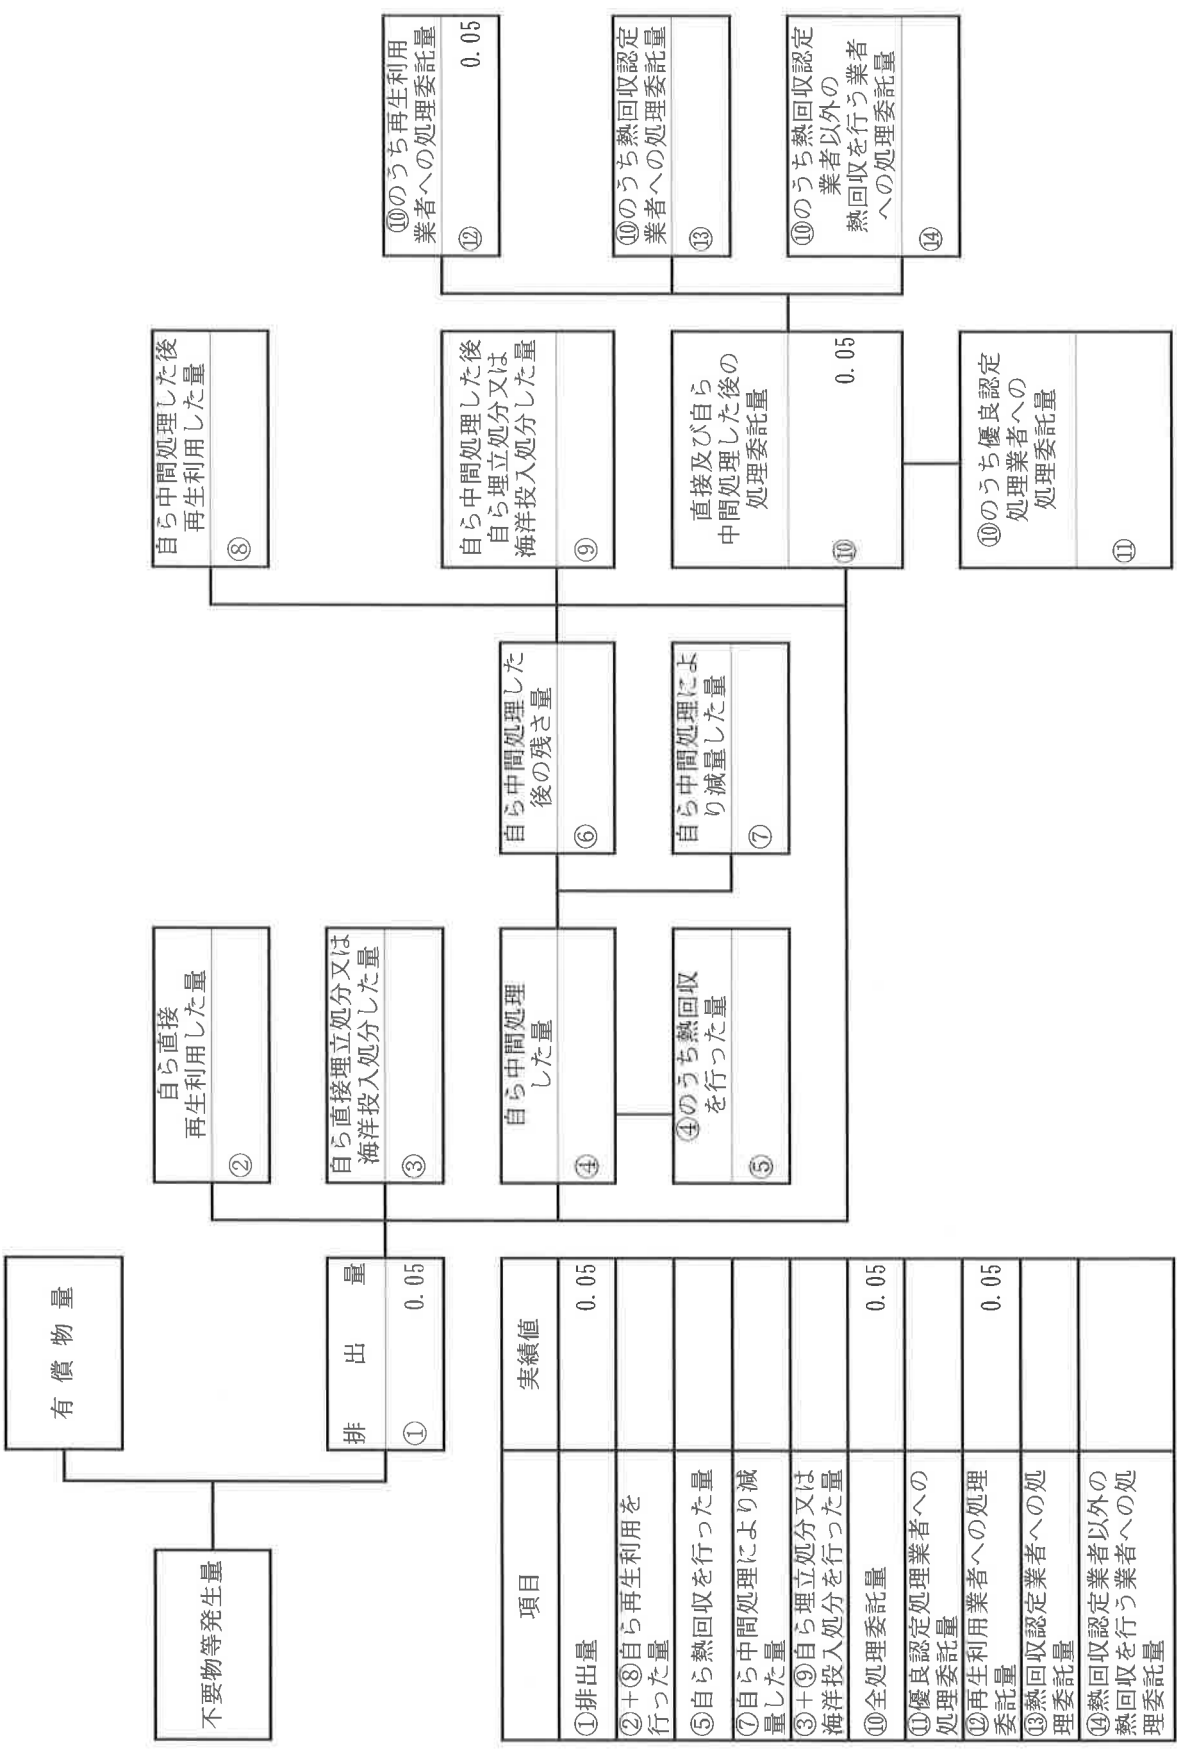 不要物等発生量
有償物量
排出量
① 0.05
自ら直接
再生利用した量
②
自ら直接埋立処分又は
海洋投入処分した量
③
自ら中間処理
した量
④
④のうち熱回収
を行った量
⑤
自ら中間処理した
後の残さ量
⑥
自ら中間処理によ
り減量した量
⑦
自ら中間処理した後
再生利用した量
⑧
自ら中間処理した後
自ら埋立処分又は
海洋投入処分した量
⑨
直接及び自ら
中間処理した後の
処理委託量
⑩ 0.05
⑩のうち優良認定
処理業者への
処理委託量
⑪
⑩のうち再生利用
業者への処理委託量
⑫ 0.05
⑩のうち熱回収認定
業者への処理委託量
⑬
⑩のうち熱回収認定
業者以外の
熱回収を行う業者
への処理委託量
⑭
項目 実績値
①排出量 0.05
②+⑧自ら再生利用を
行った量
⑤自ら熱回収を行った量
⑦自ら中間処理により減
量した量
③+⑨自ら埋立処分又は
海洋投入処分を行った量
⑩全処理委託量 0.05
⑪優良認定処理業者への
処理委託量
⑫再生利用業者への処理
委託量 0.05
⑬熱回収認定業者への処
理委託量
⑭熱回収認定業者以外の
熱回収を行う業者への処
理委託量